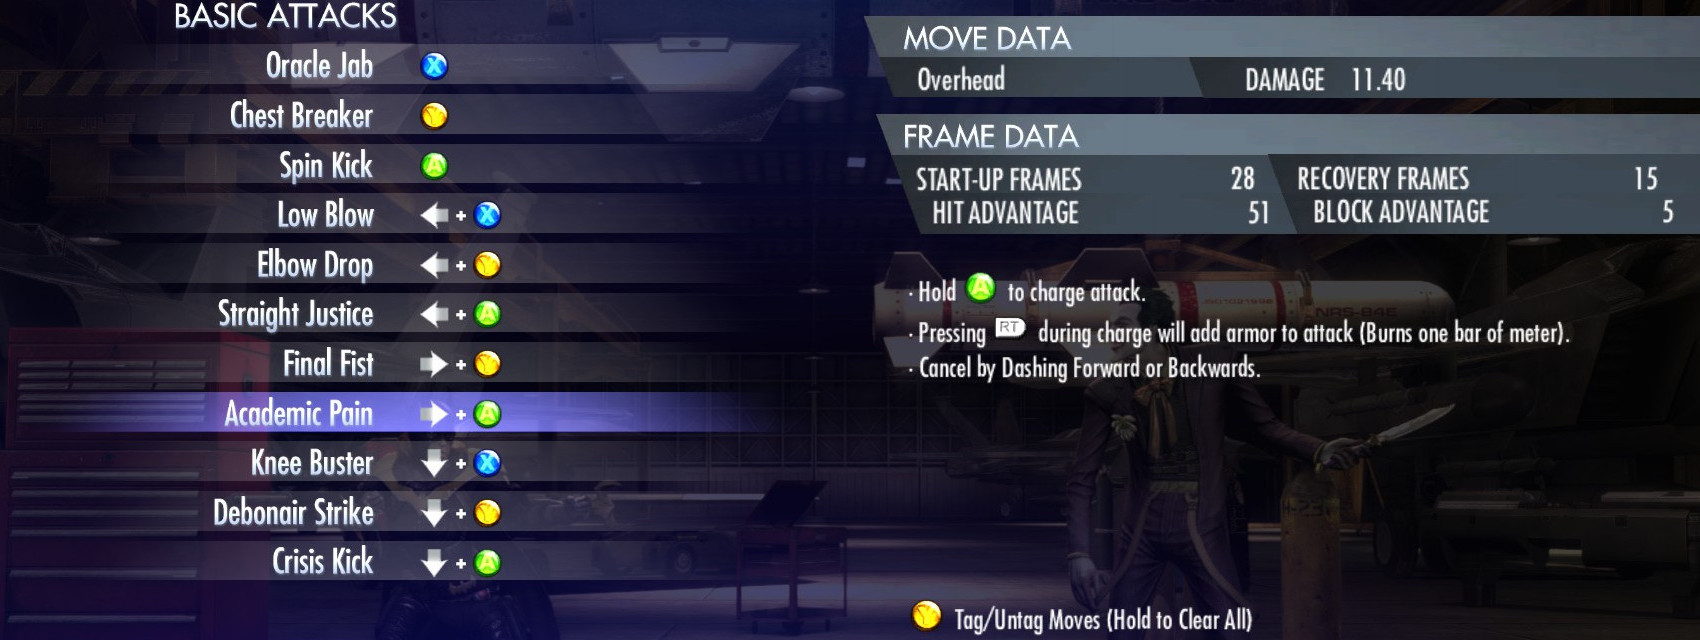 BASIC ATTACKS
Oracle Jab X
Chest Breaker Y
Spin Kick A
Low Blow + X
Elbow Drop + Y
Straight Justice + A
Final Fist + Y
Academic Pain + A
Knee Buster + X
Debonair Strike + Y
Crisis Kick + A
MOVE DATA
Overhead DAMAGE 11.40
FRAME DATA
START-UP FRAMES 28 RECOVERY FRAMES 15
HIT ADVANTAGE 51 BLOCK ADVANTAGE 5
· Hold A to charge attack.
· Pressing RT during charge will add armor to attack (Burns one bar of meter).
· Cancel by Dashing Forward or Backwards.
NRS-84E
Y Tag/Untag Moves (Hold to Clear All)